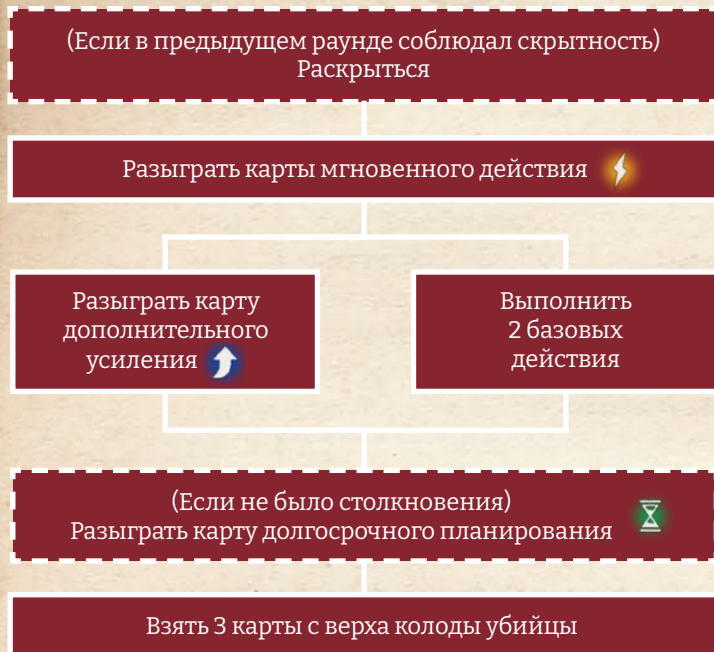 (Если в предыдущем раунде соблюдал скрытность)
Раскрыться
Разыграть карты мгновенного действия
Разыграть карту
дополнительного
усиления
Выполнить
2 базовых
действия
(Если не было столкновения)
Разыграть карту долгосрочного планирования
Взять 3 карты с верха колоды убийцы